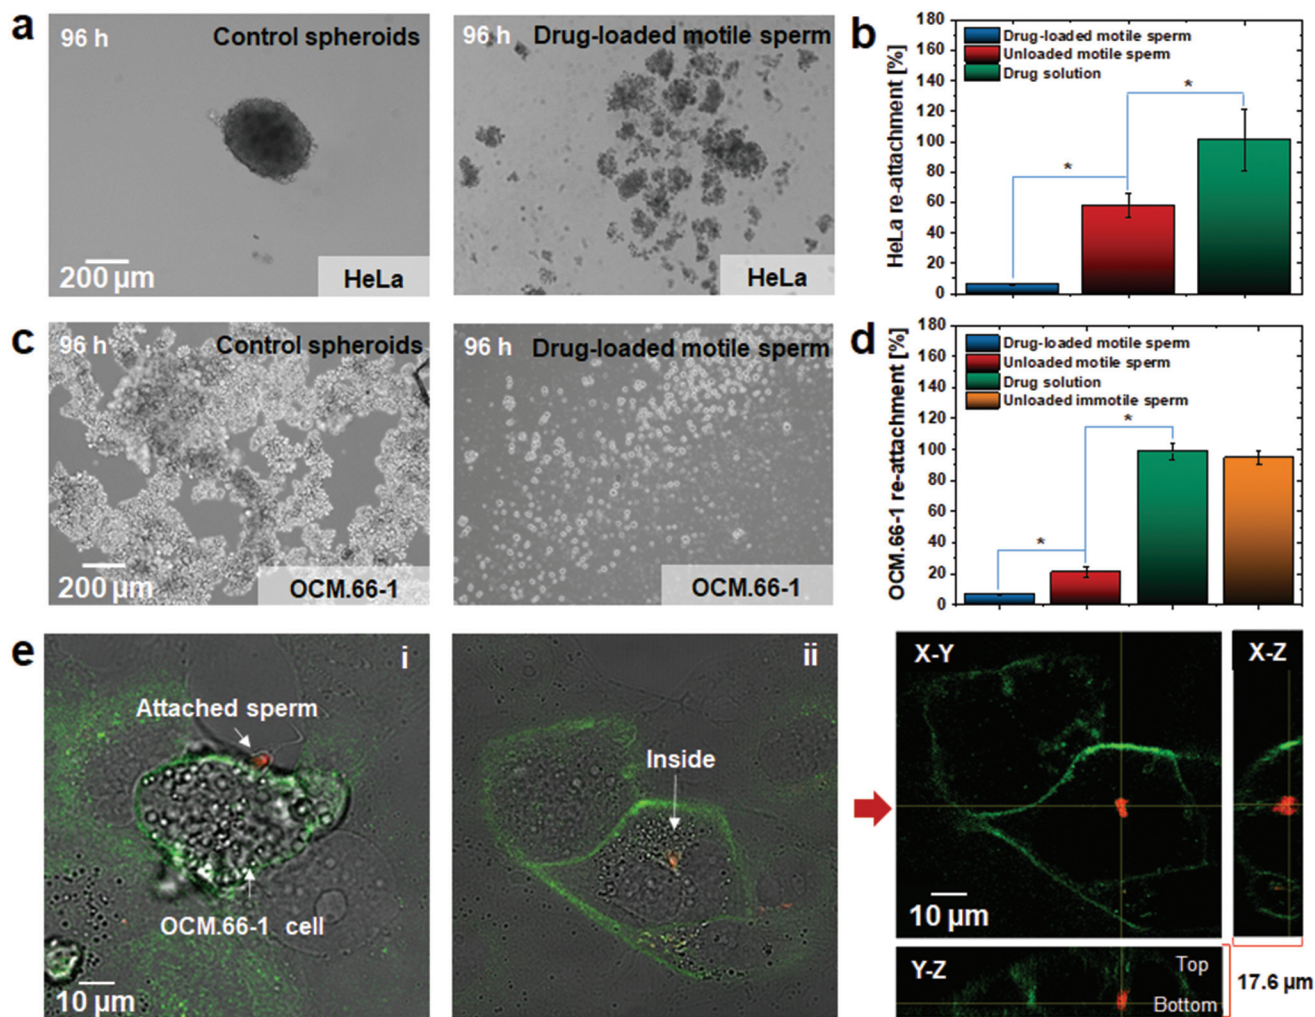 a
96 h
Control spheroids
200 µm
HeLa
96 h
Drug-loaded motile sperm
HeLa
b
HeLa re-attachment [%]
180
160
140
120
100
80
60
40
20
0
Drug-loaded motile sperm
Unloaded motile sperm
Drug solution
*
*
c
96 h
Control spheroids
200 µm
OCM.66-1
96 h
Drug-loaded motile sperm
OCM.66-1
d
OCM.66-1 re-attachment [%]
180
160
140
120
100
80
60
40
20
0
Drug-loaded motile sperm
Unloaded motile sperm
Drug solution
Unloaded immotile sperm
*
*
e
i
Attached sperm
OCM.66-1 cell
10 µm
ii
Inside
X-Y
10 µm
X-Z
Y-Z
Top
Bottom
17.6 µm